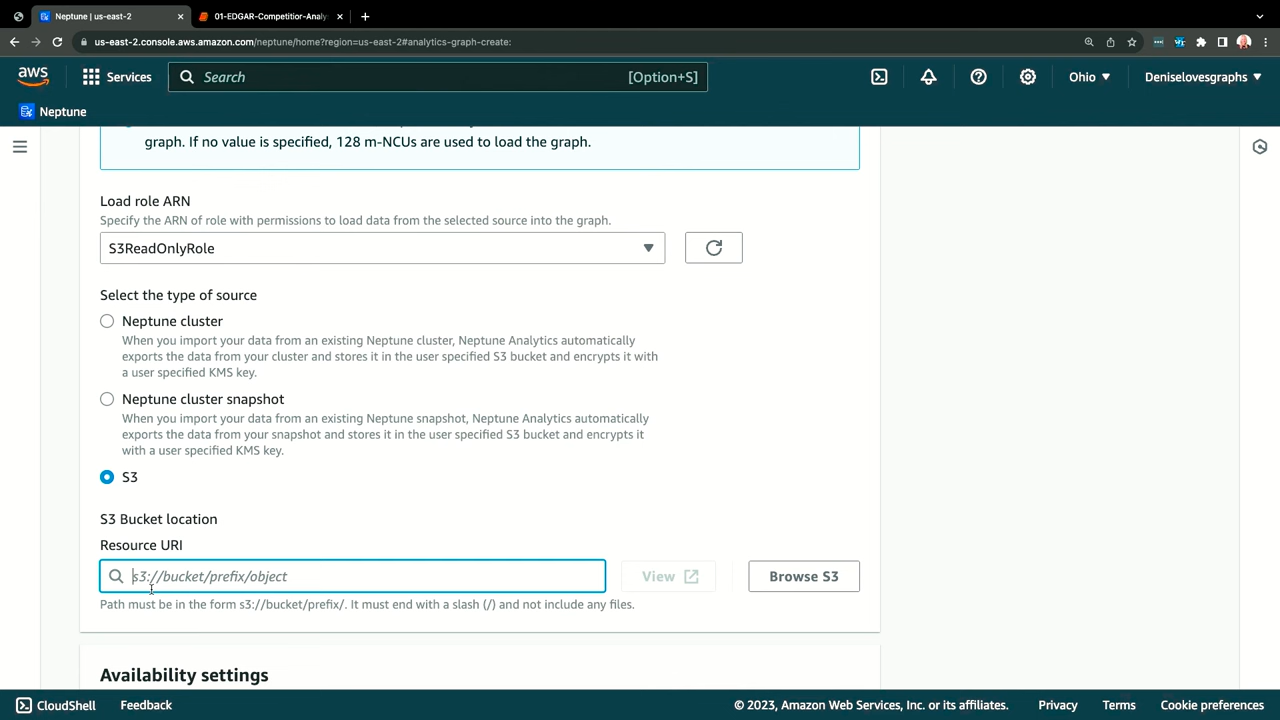 Neptune | us-east-2
01-EDGAR-Competitior-Analy
us-east-2.console.aws.amazon.com/neptune/home?region=us-east-2#analytics-graph-create:
aws
Services
Search
[Option+S]
Ohio
Deniselovesgraphs
Neptune
graph. If no value is specified, 128 m-NCUs are used to load the graph.
Load role ARN
Specify the ARN of role with permissions to load data from the selected source into the graph.
S3ReadOnlyRole
Select the type of source
Neptune cluster
When you import your data from an existing Neptune cluster, Neptune Analytics automatically
exports the data from your cluster and stores it in the user specified S3 bucket and encrypts it with
a user specified KMS key.
Neptune cluster snapshot
When you import your data from an existing Neptune snapshot, Neptune Analytics automatically
exports the data from your snapshot and stores it in the user specified S3 bucket and encrypts it
with a user specified KMS key.
S3
S3 Bucket location
Resource URI
s3://bucket/prefix/object
View
Browse S3
Path must be in the form s3://bucket/prefix/. It must end with a slash (/) and not include any files.
Availability settings
CloudShell
Feedback
© 2023, Amazon Web Services, Inc. or its affiliates.
Privacy
Terms
Cookie preferences